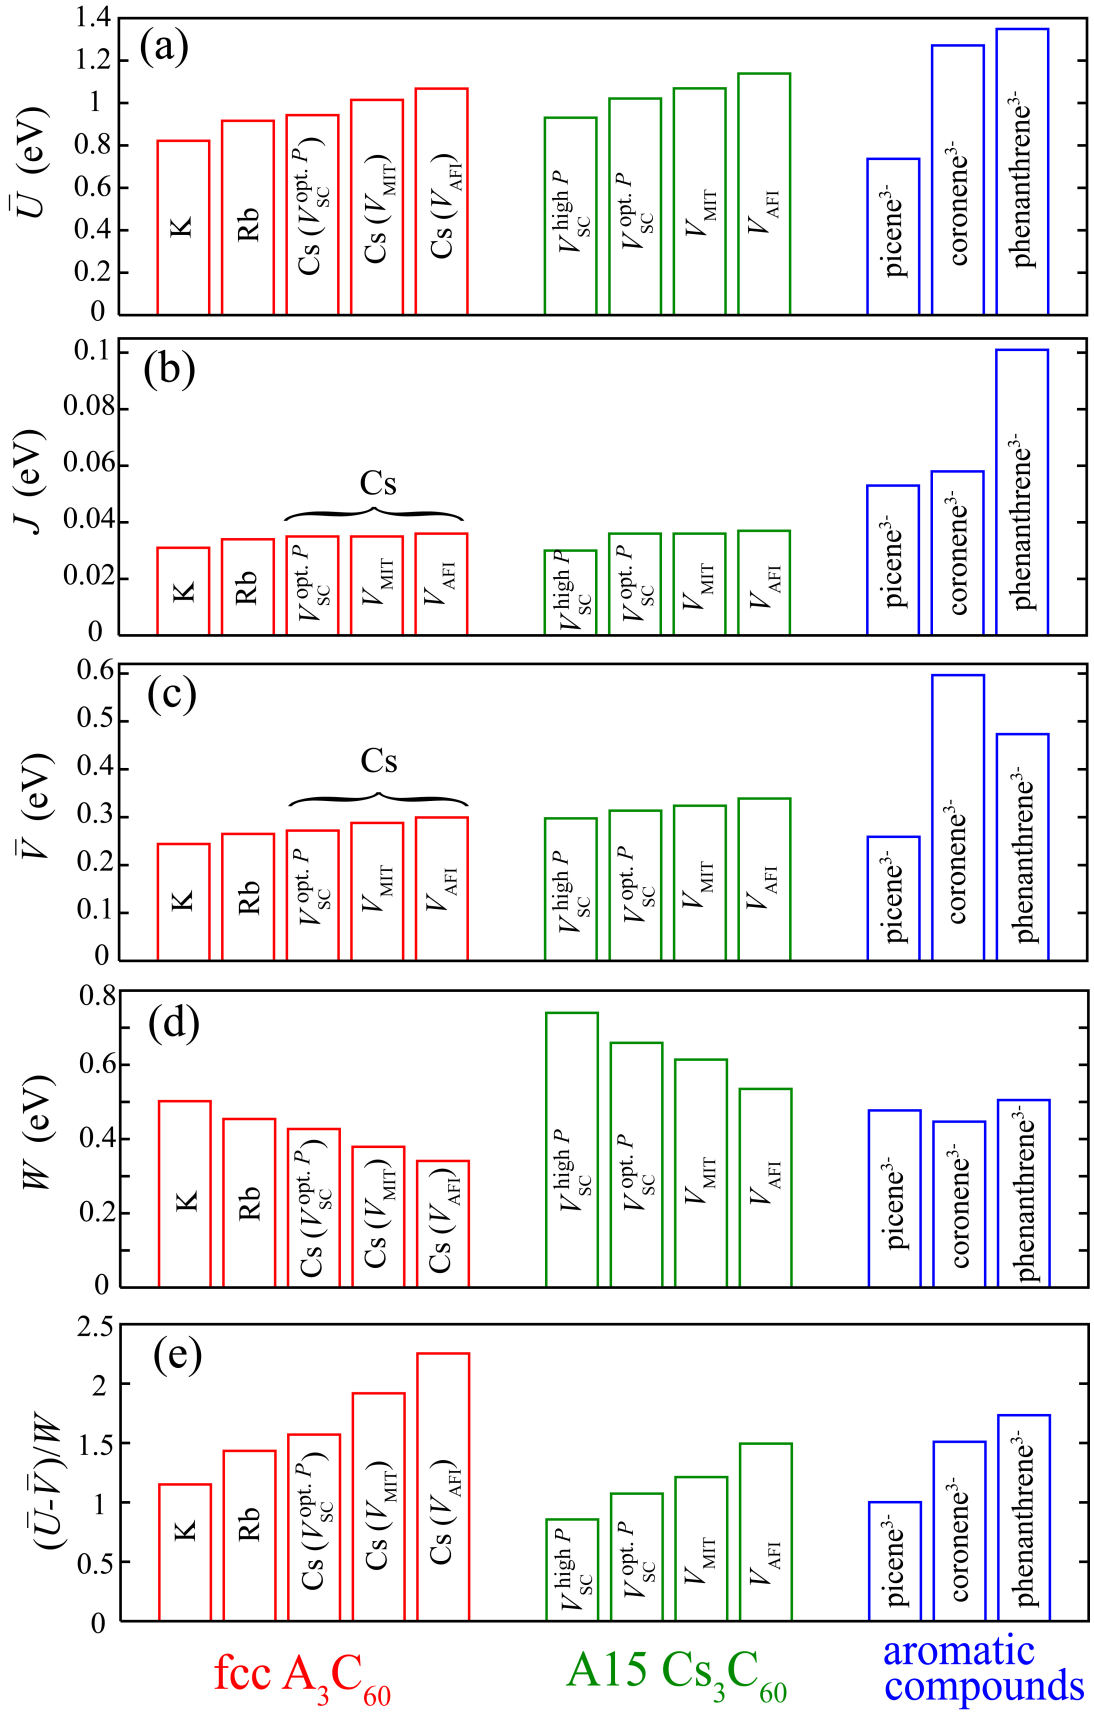 (a)
Ū (eV)
1.4
1.2
1
0.8
0.6
0.4
0.2
0
K
Rb
Cs (V_SC^opt. P)
Cs (V_MIT)
Cs (V_AFI)
V_SC^high P
V_SC^opt. P
V_MIT
V_AFI
picene³⁻
coronene³⁻
phenanthrene³⁻
(b)
J (eV)
0.1
0.08
0.06
0.04
0.02
0
Cs
K
Rb
V_SC^opt. P
V_MIT
V_AFI
V_SC^high P
V_SC^opt. P
V_MIT
V_AFI
picene³⁻
coronene³⁻
phenanthrene³⁻
(c)
V̄ (eV)
0.6
0.5
0.4
0.3
0.2
0.1
0
Cs
K
Rb
V_SC^opt. P
V_MIT
V_AFI
V_SC^high P
V_SC^opt. P
V_MIT
V_AFI
picene³⁻
coronene³⁻
phenanthrene³⁻
(d)
W (eV)
0.8
0.6
0.4
0.2
0
K
Rb
Cs (V_SC^opt. P)
Cs (V_MIT)
Cs (V_AFI)
V_SC^high P
V_SC^opt. P
V_MIT
V_AFI
picene³⁻
coronene³⁻
phenanthrene³⁻
(e)
(Ū-V̄)/W
2.5
2
1.5
1
0.5
0
K
Rb
Cs (V_SC^opt. P)
Cs (V_MIT)
Cs (V_AFI)
V_SC^high P
V_SC^opt. P
V_MIT
V_AFI
picene³⁻
coronene³⁻
phenanthrene³⁻
fcc A₃C₆₀
A15 Cs₃C₆₀
aromatic
compounds